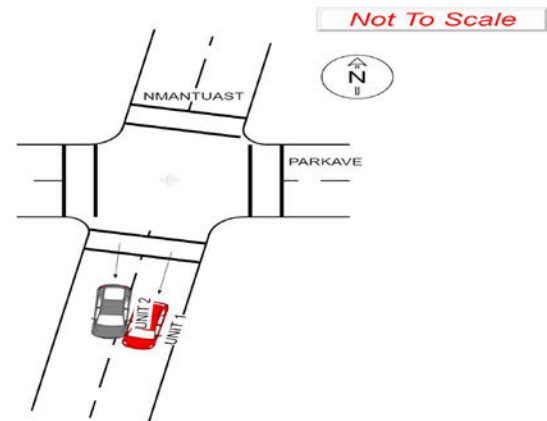 Not To Scale
N
NMANTUAST
PARKAVE
UNIT 2
UNIT 1